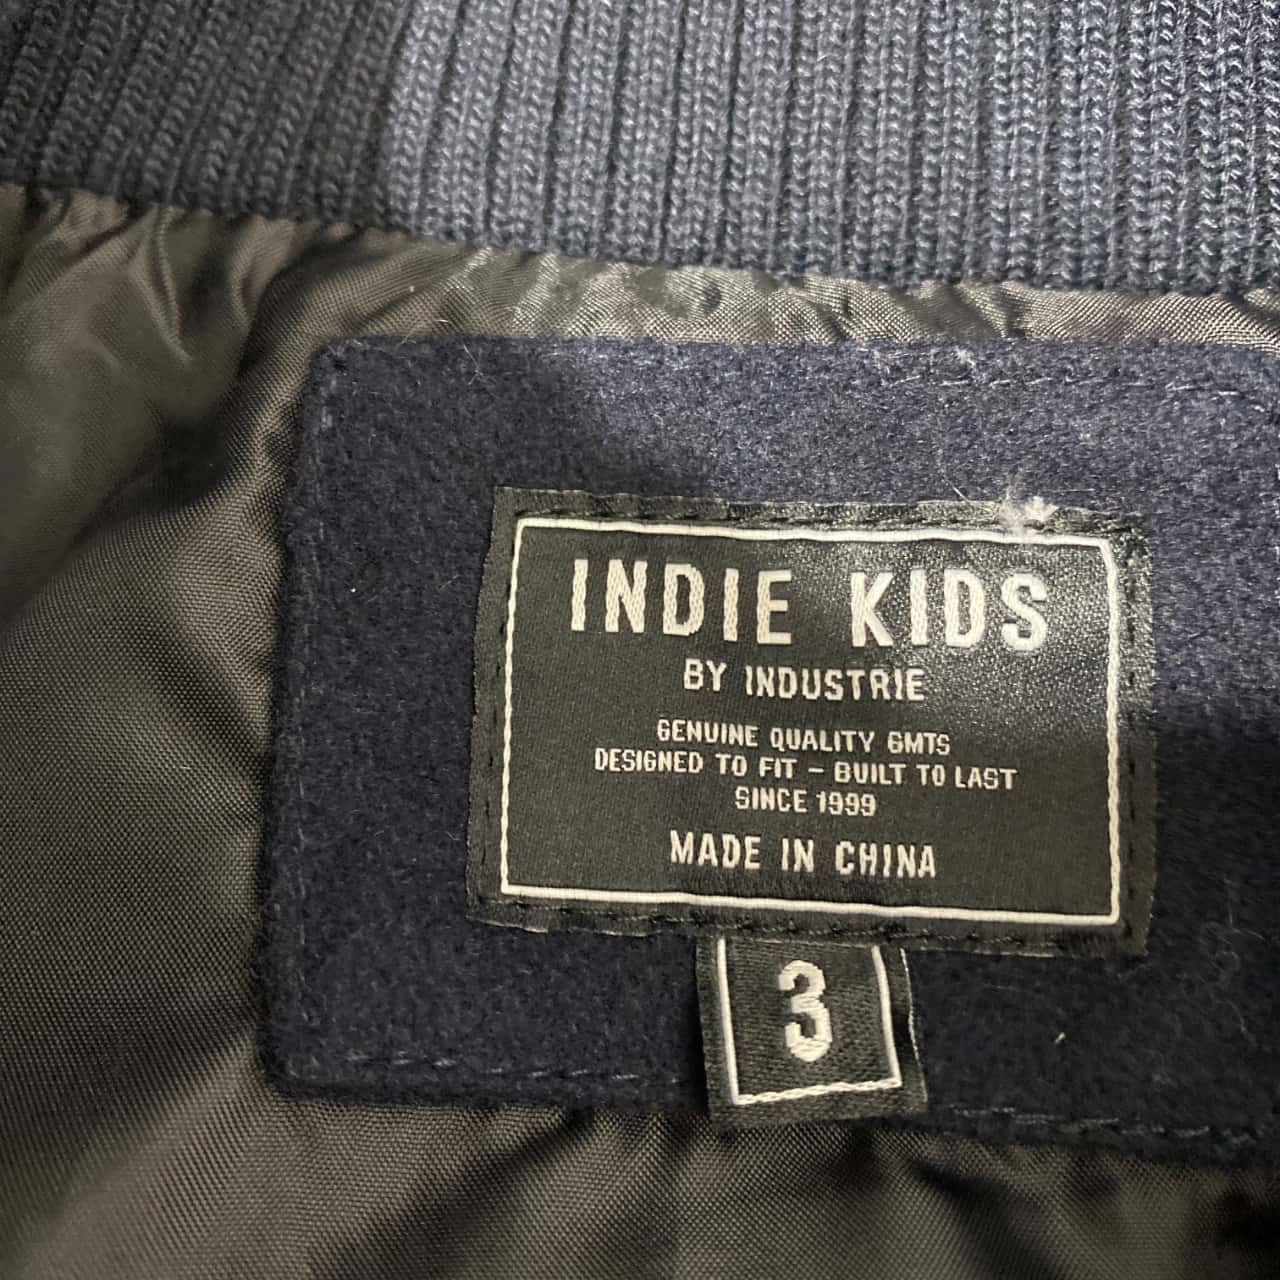 INDIE KIDS
BY INDUSTRIE
GENUINE QUALITY GMTS
DESIGNED TO FIT – BUILT TO LAST
SINCE 1999
MADE IN CHINA
3